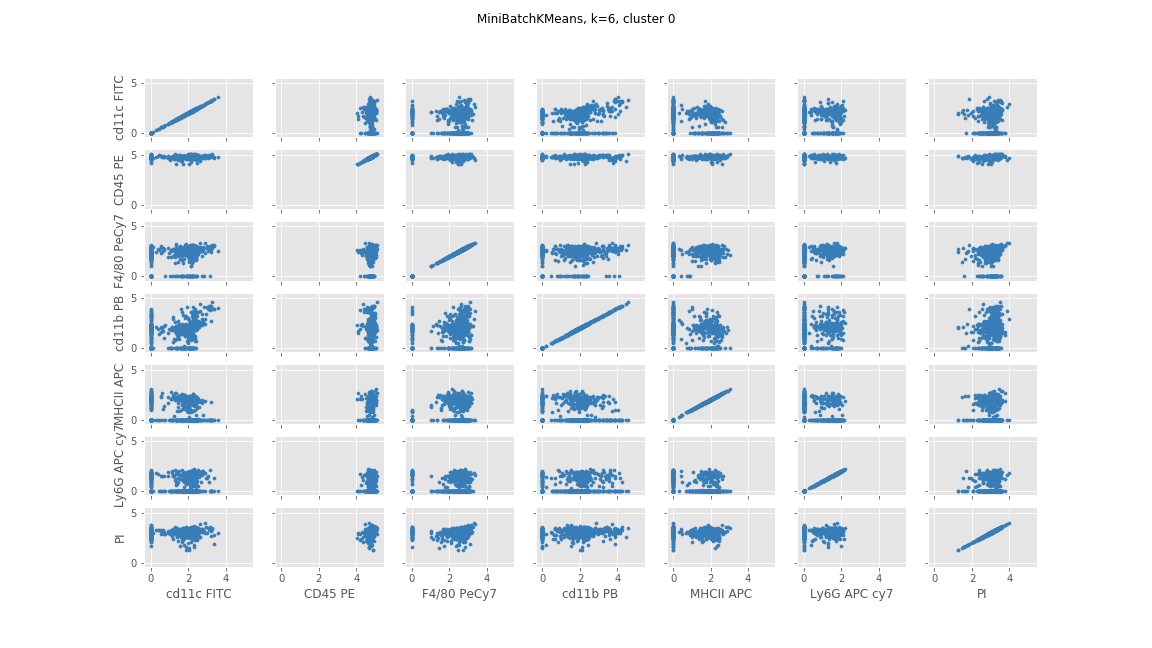 MiniBatchKMeans, k=6, cluster 0
cd11c FITC
5
0
CD45 PE
5
0
F4/80 PeCy7
5
0
cd11b PB
5
0
MHCII APC
5
0
Ly6G APC cy7
5
0
PI
5
0
0 2 4 0 2 4 0 2 4 0 2 4 0 2 4 0 2 4 0 2 4
cd11c FITC CD45 PE F4/80 PeCy7 cd11b PB MHCII APC Ly6G APC cy7 PI